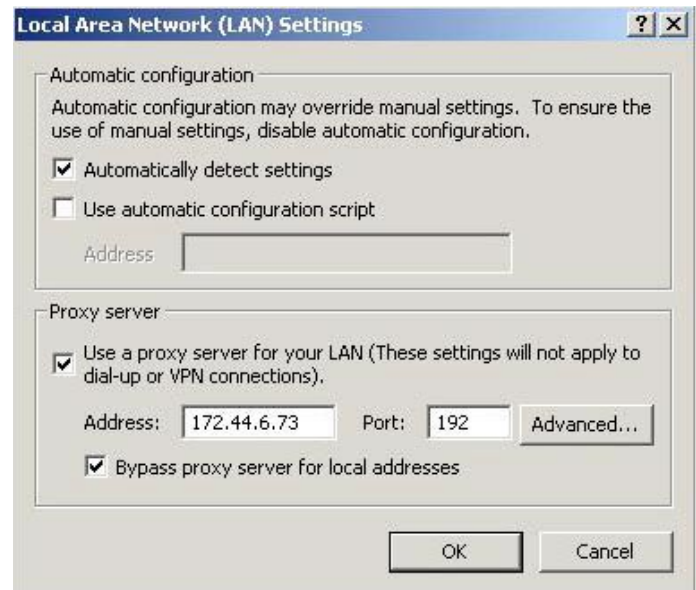 Local Area Network (LAN) Settings
Automatic configuration
Automatic configuration may override manual settings. To ensure the
use of manual settings, disable automatic configuration.
Automatically detect settings
Use automatic configuration script
Address
Proxy server
Use a proxy server for your LAN (These settings will not apply to
dial-up or VPN connections).
Address: 172.44.6.73 Port: 192 Advanced...
Bypass proxy server for local addresses
OK Cancel